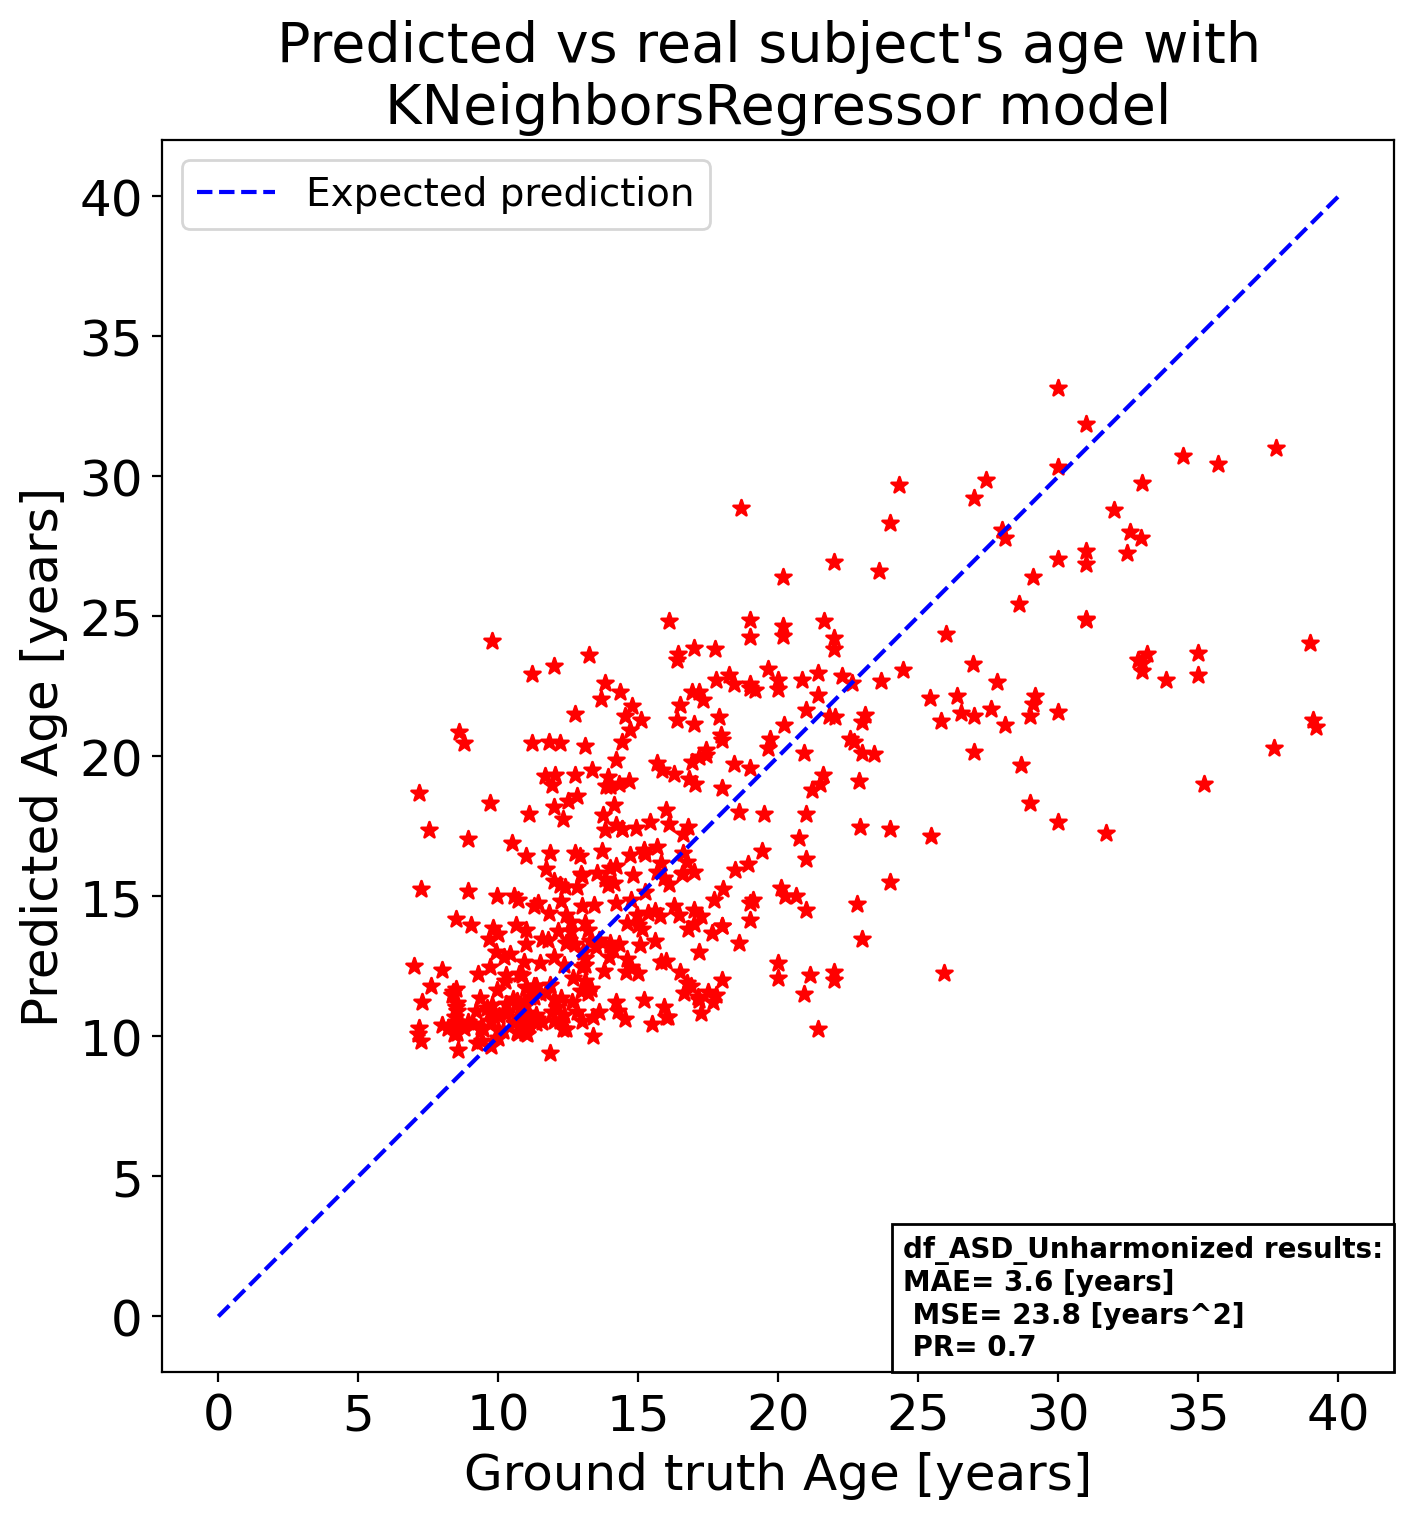 Predicted vs real subject's age with
KNeighborsRegressor model
Expected prediction
40
35
30
25
20
15
10
5
0
Predicted Age [years]
df_ASD_Unharmonized results:
MAE= 3.6 [years]
MSE= 23.8 [years^2]
PR= 0.7
0 5 10 15 20 25 30 35 40
Ground truth Age [years]